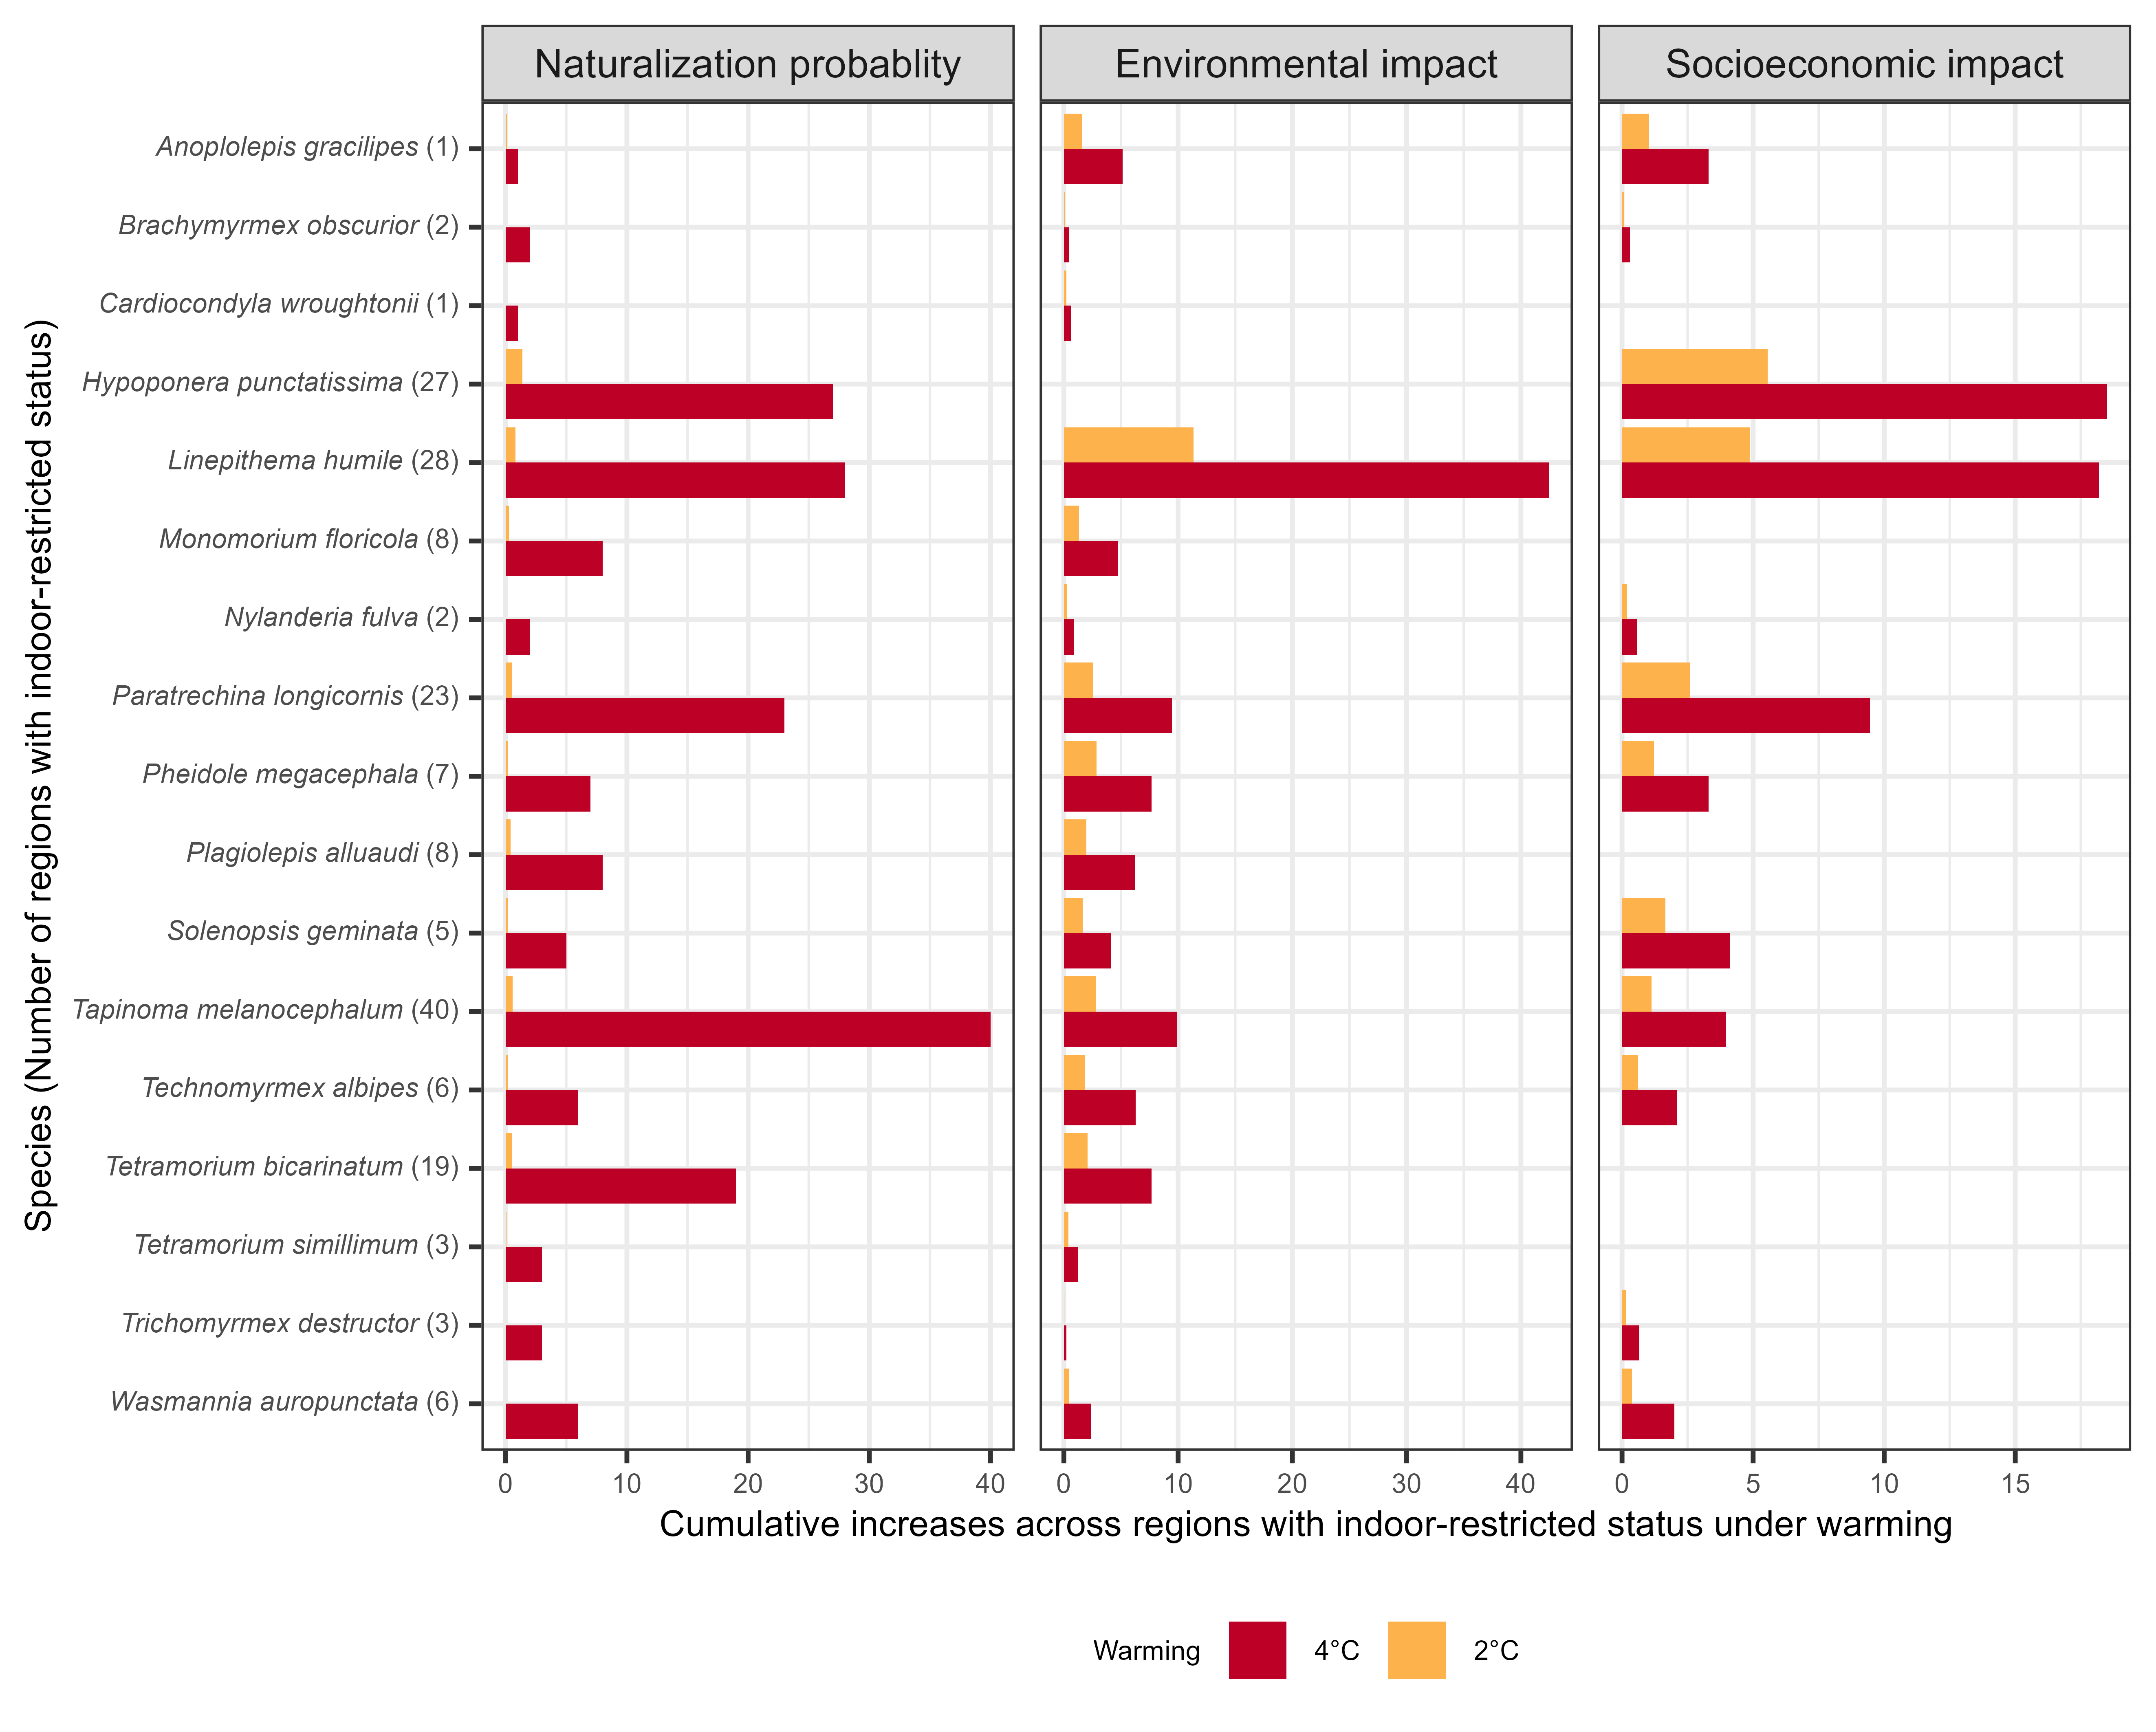 Naturalization probablity
Environmental impact
Socioeconomic impact
Species (Number of regions with indoor-restricted status)
Anoplolepis gracilipes (1)
Brachymyrmex obscurior (2)
Cardiocondyla wroughtonii (1)
Hypoponera punctatissima (27)
Linepithema humile (28)
Monomorium floricola (8)
Nylanderia fulva (2)
Paratrechina longicornis (23)
Pheidole megacephala (7)
Plagiolepis alluaudi (8)
Solenopsis geminata (5)
Tapinoma melanocephalum (40)
Technomyrmex albipes (6)
Tetramorium bicarinatum (19)
Tetramorium simillimum (3)
Trichomyrmex destructor (3)
Wasmannia auropunctata (6)
0 10 20 30 40
0 10 20 30 40
0 5 10 15
Cumulative increases across regions with indoor-restricted status under warming
Warming 4°C 2°C